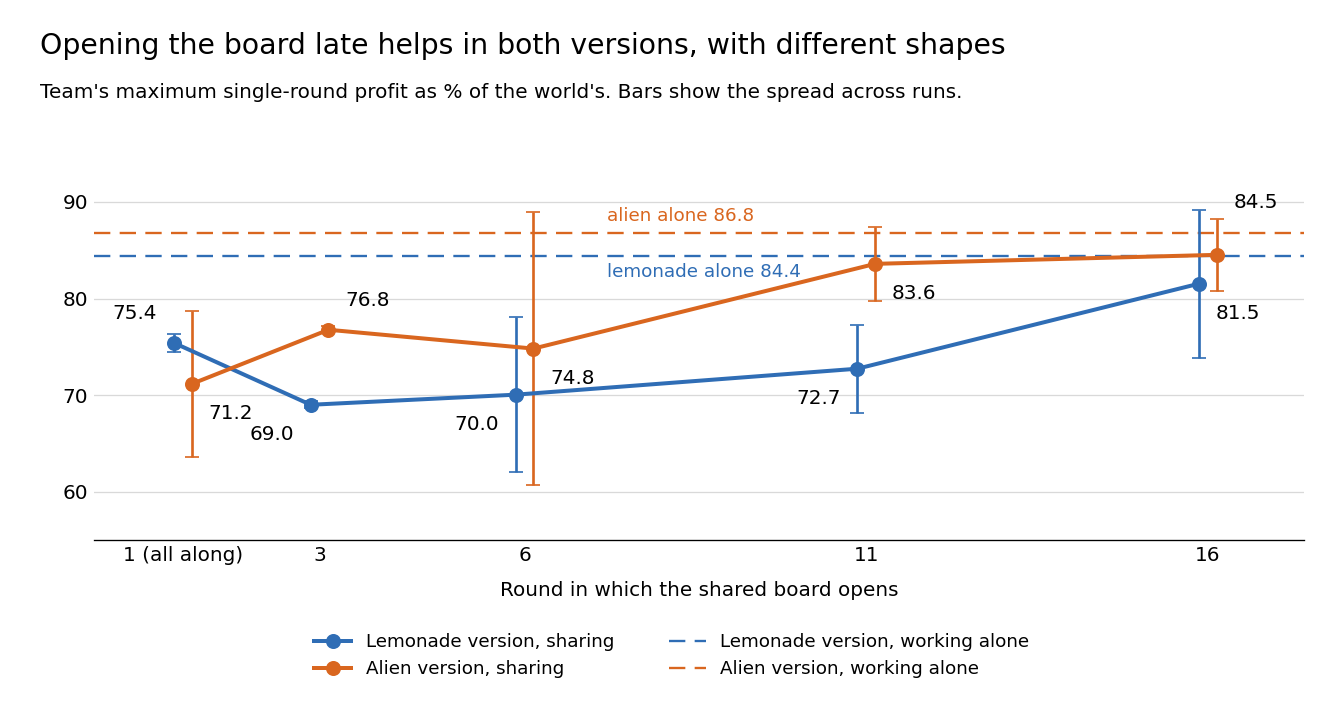 Opening the board late helps in both versions, with different shapes
Team's maximum single-round profit as % of the world's. Bars show the spread across runs.
90
80
70
60
alien alone 86.8
lemonade alone 84.4
84.5
75.4
76.8
83.6
81.5
74.8
72.7
71.2
70.0
69.0
1 (all along)
3
6
11
16
Round in which the shared board opens
Lemonade version, sharing
Alien version, sharing
Lemonade version, working alone
Alien version, working alone